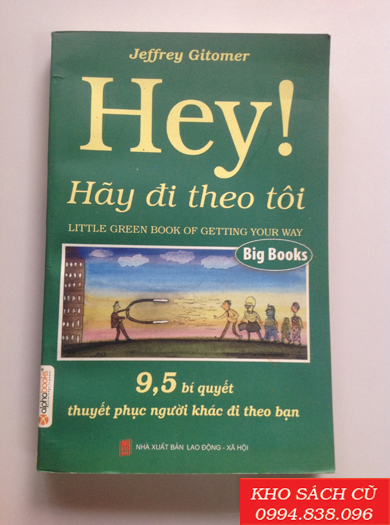 Jeffrey Gitomer
Hey!
Hãy đi theo tôi
LITTLE GREEN BOOK OF GETTING YOUR WAY
Big Books
9,5 bí quyết
thuyết phục người khác đi theo bạn
alphabooks
NHÀ XUẤT BẢN LAO ĐỘNG - XÃ HỘI
KHO SÁCH CŨ
0994.838.096